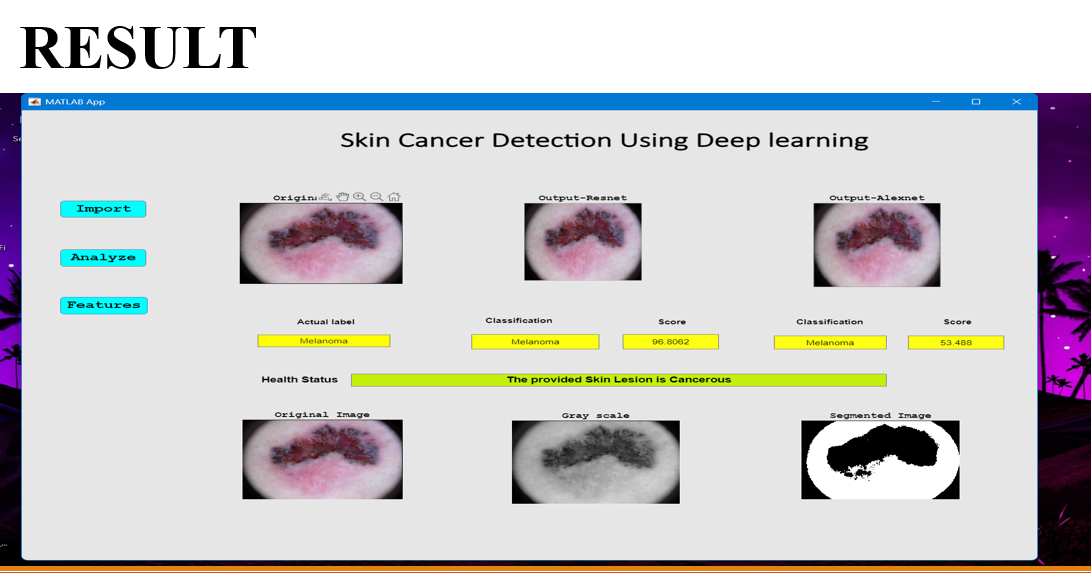 RESULT
MATLAB App
Skin Cancer Detection Using Deep learning
Import
Analyze
Features
Output-Resnet
Output-Alexnet
Actual label
Classification
Score
Classification
Score
Melanoma
Melanoma
96.8062
Melanoma
53.488
Health Status
The provided Skin Lesion is Cancerous
Original Image
Gray scale
Segmented Image